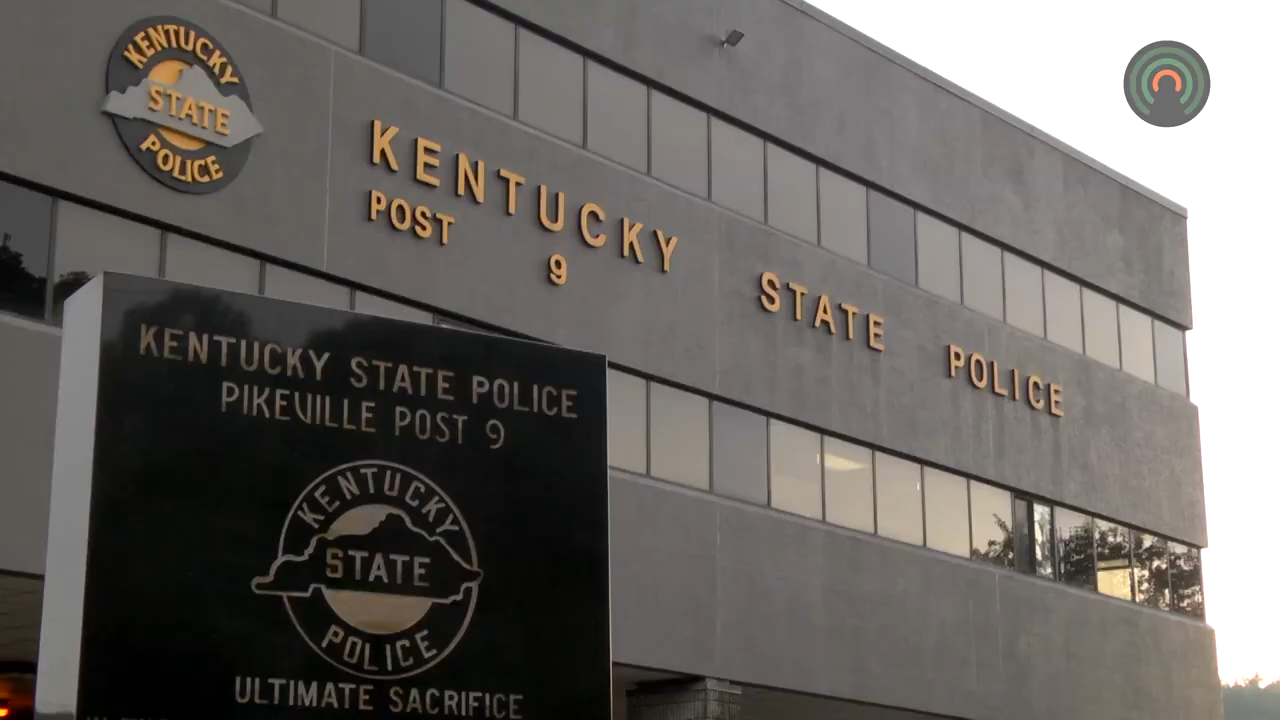 KENTUCKY
STATE
POLICE
KENTUCKY STATE POLICE
POST 9
KENTUCKY STATE POLICE
PIKEVILLE POST 9
KENTUCKY
STATE
POLICE
ULTIMATE SACRIFICE